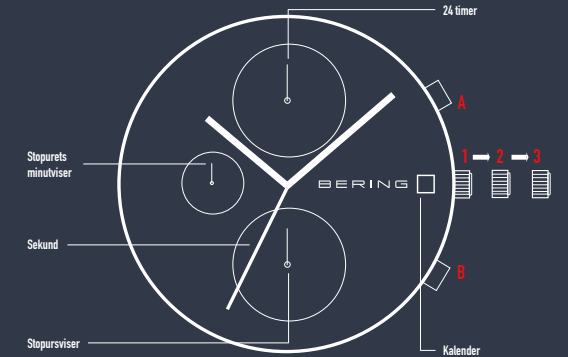 24 timer
A
1 2 3
Stopurets
minutviser
BERING
Sekund
B
Stopursviser
Kalender